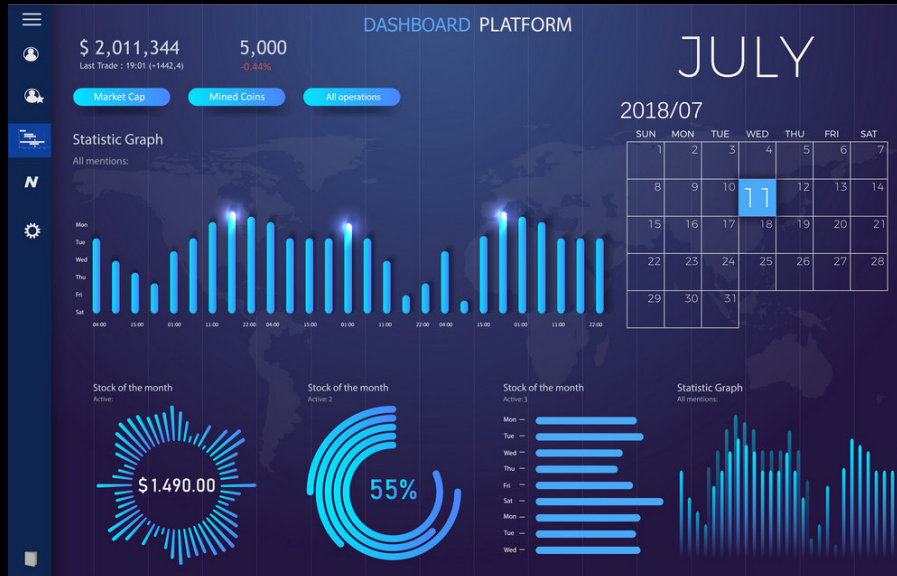 DASHBOARD PLATFORM
$ 2,011,344
Last Trade : 19:01 (+1442,4)
5,000
-0.44%
Market Cap
Mined Coins
All operations
Statistic Graph
All mentions:
Mon
Tue
Wed
Thu
Fri
Sat
04:00 15:00 01:00 11:00 22:00 04:00 15:00 01:00 11:00 22:00 04:00 15:00 01:00 11:00 22:00
JULY
2018/07
SUN MON TUE WED THU FRI SAT
1 2 3 4 5 6 7
8 9 10 11 12 13 14
15 16 17 18 19 20 21
22 23 24 25 26 27 28
29 30 31
N
Stock of the month
Active:
$1.490.00
Stock of the month
Active: 2
55%
Stock of the month
Active: 3
Mon
Tue
Wed
Thu
Fri
Sat
Mon
Tue
Wed
Statistic Graph
All mentions: